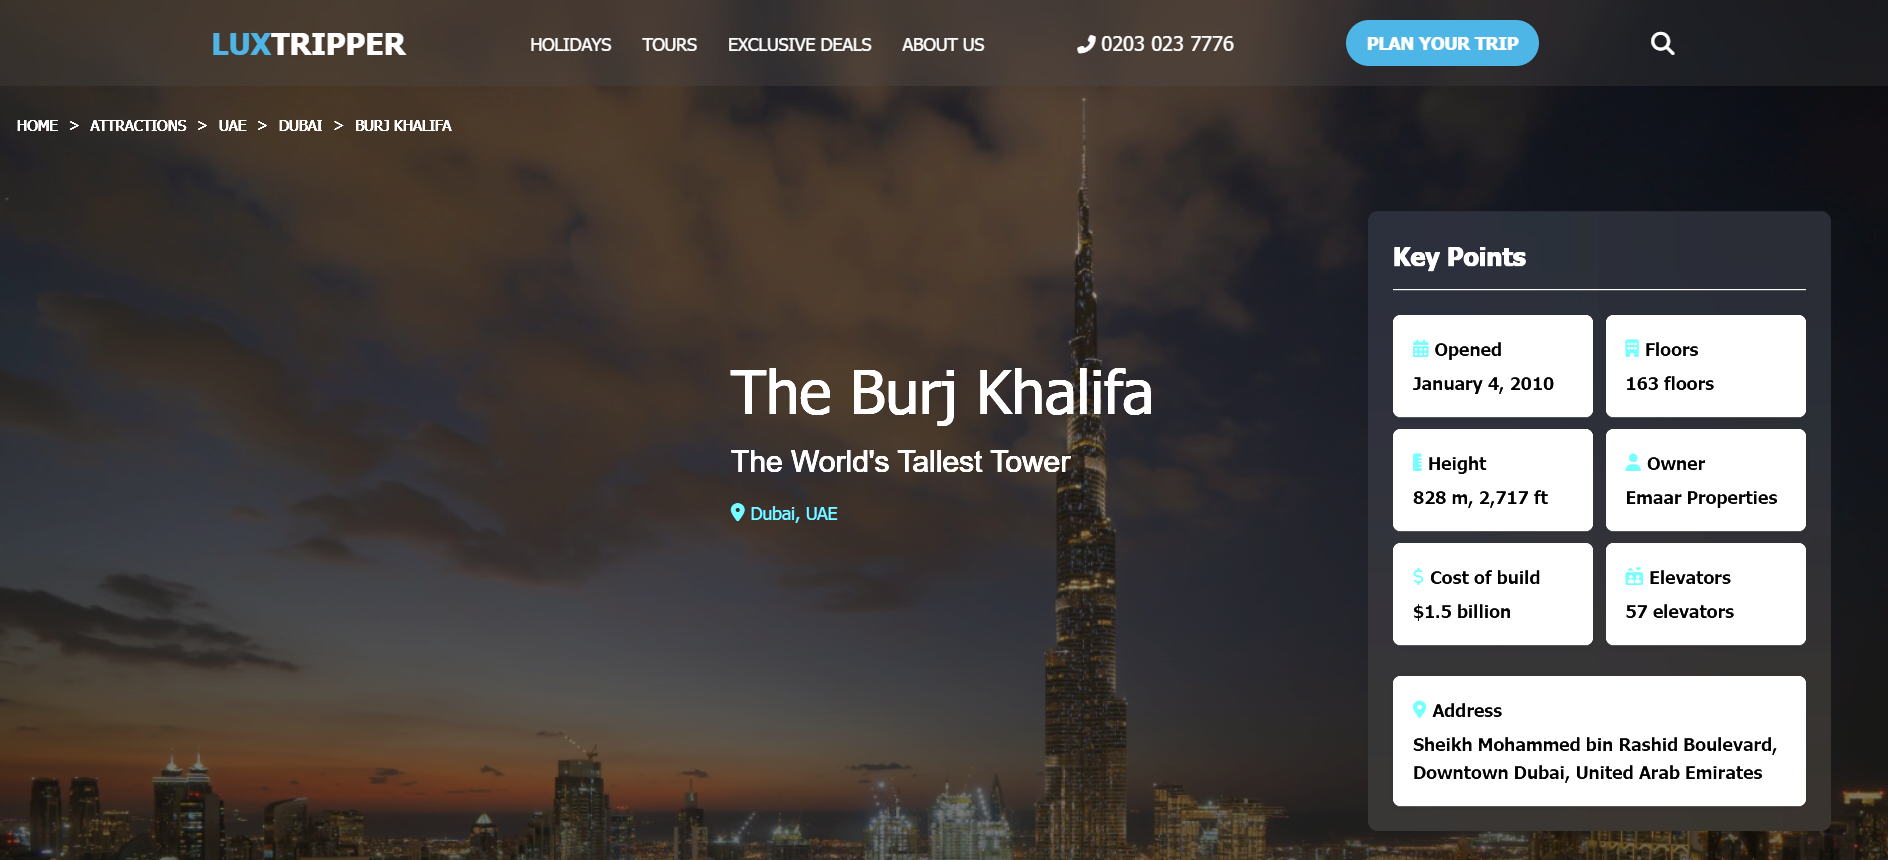 LUXTRIPPER
HOLIDAYS
TOURS
EXCLUSIVE DEALS
ABOUT US
0203 023 7776
PLAN YOUR TRIP
HOME > ATTRACTIONS > UAE > DUBAI > BURJ KHALIFA
The Burj Khalifa
The World's Tallest Tower
Dubai, UAE
Key Points
Opened
January 4, 2010
Floors
163 floors
Height
828 m, 2,717 ft
Owner
Emaar Properties
Cost of build
$1.5 billion
Elevators
57 elevators
Address
Sheikh Mohammed bin Rashid Boulevard,
Downtown Dubai, United Arab Emirates